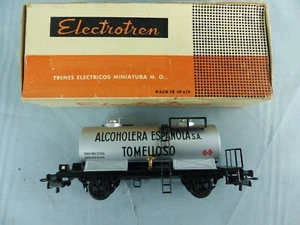 Electrotren
TRENES ELECTRICOS MINIATURA H. O.
MADE IN SPAIN
ALCOHOLERA ESPAÑOLA S.A.
TOMELLOSO